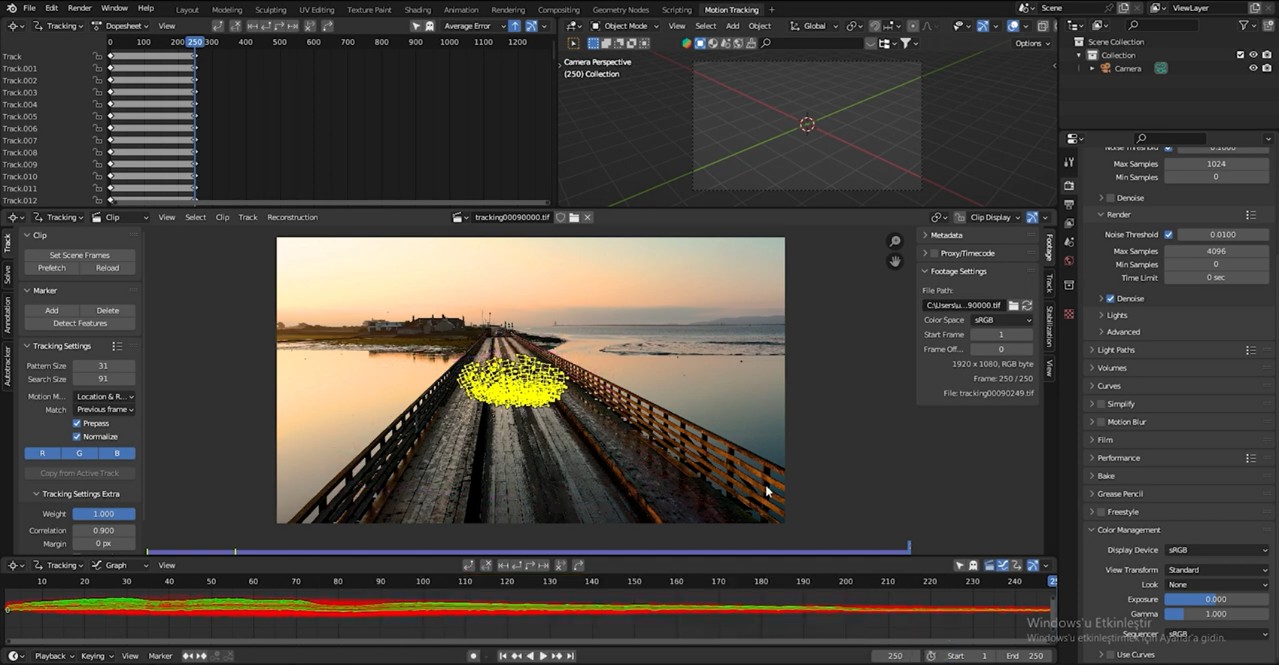 File Edit Render Window Help Layout Modeling Sculpting UV Editing Texture Paint Shading Animation Rendering Compositing Geometry Nodes Scripting Motion Tracking + Scene ViewLayer
Tracking Dopesheet View Average Error Object Mode View Select Add Object Global
0 100 200 250 300 400 500 600 700 800 900 1000 1100 1200
Options
Track
Track.001
Track.002
Track.003
Track.004
Track.005
Track.006
Track.007
Track.008
Track.009
Track.010
Track.011
Track.012
Camera Perspective
(250) Collection
Scene Collection
Collection
Camera
Tracking Clip View Select Clip Track Reconstruction tracking00090000.tif Clip Display
Track
Solve
Annotation
Autotracker
Clip
Set Scene Frames
Prefetch Reload
Marker
Add Delete
Detect Features
Tracking Settings
Pattern Size 31
Search Size 91
Motion M... Location & R...
Match Previous frame
Prepass
Normalize
R G B
Copy from Active Track
Tracking Settings Extra
Weight 1.000
Correlation 0.900
Margin 0 px
Metadata
Proxy/Timecode
Footage Settings
File Path:
C:\Users\u...90000.tif
Color Space sRGB
Start Frame 1
Frame Off... 0
1920 x 1080, RGB byte
Frame: 250 / 250
File: tracking00090249.tif
Footage
Track
Stabilization
View
Noise Threshold 0.1000
Max Samples 1024
Min Samples 0
Denoise
Render
Noise Threshold 0.0100
Max Samples 4096
Min Samples 0
Time Limit 0 sec
Denoise
Lights
Advanced
Light Paths
Volumes
Curves
Simplify
Motion Blur
Film
Performance
Bake
Grease Pencil
Freestyle
Color Management
Display Device sRGB
View Transform Standard
Look None
Exposure 0.000
Gamma 1.000
Sequencer sRGB
Use Curves
Windows'u Etkinleştir
Windows'u etkinleştirmek için Ayarlar'a gidin.
Tracking Graph View
10 20 30 40 50 60 70 80 90 100 110 120 130 140 150 160 170 180 190 200 210 220 230 240
Playback Keying View Marker 250 Start 1 End 250